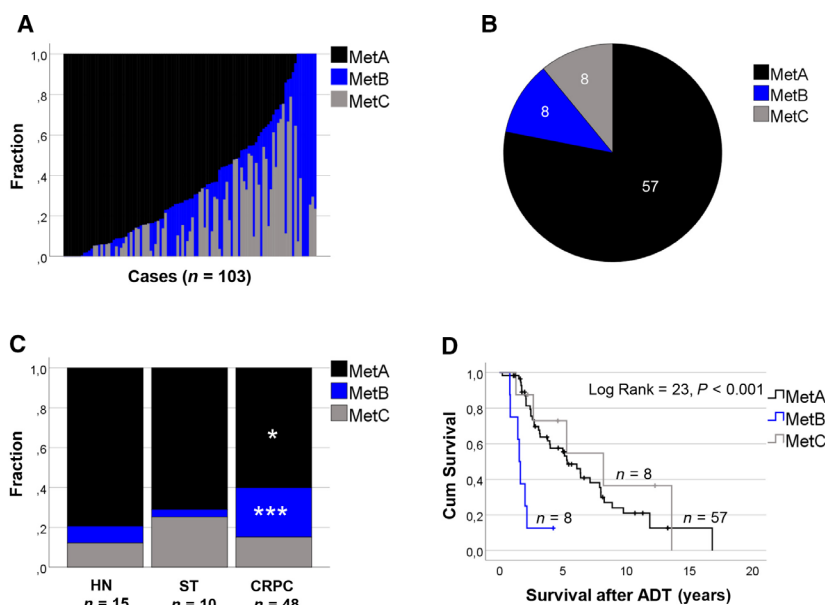 A
1,0
,8
,6
,4
,2
,0
Fraction
Cases (n = 103)
MetA
MetB
MetC
B
8
8
57
MetA
MetB
MetC
C
1,0
,8
,6
,4
,2
,0
Fraction
*
***
HN
n = 15
ST
n = 10
CRPC
n = 48
MetA
MetB
MetC
D
1,0
0,8
0,6
0,4
0,2
0,0
Cum Survival
Log Rank = 23, P < 0.001
n = 8
n = 8
n = 57
0 5 10 15 20
Survival after ADT (years)
MetA
MetB
MetC